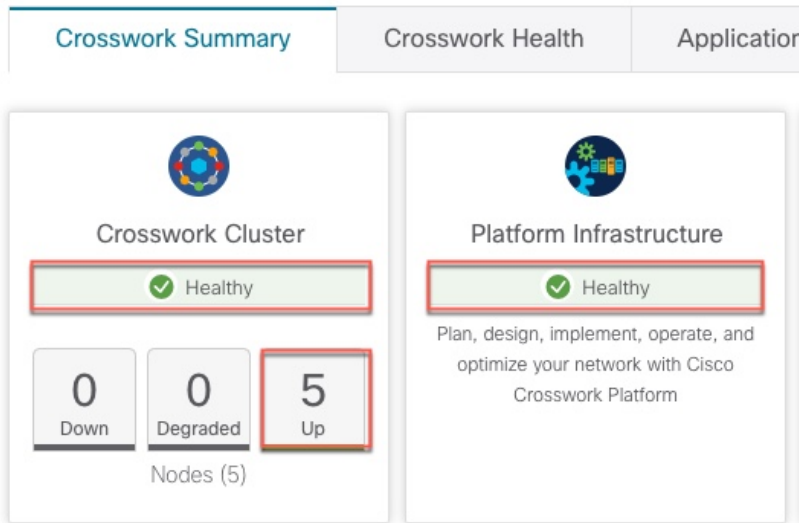 Crosswork Summary
Crosswork Health
Application
Crosswork Cluster
Healthy
0
Down
0
Degraded
5
Up
Nodes (5)
Platform Infrastructure
Healthy
Plan, design, implement, operate, and
optimize your network with Cisco
Crosswork Platform